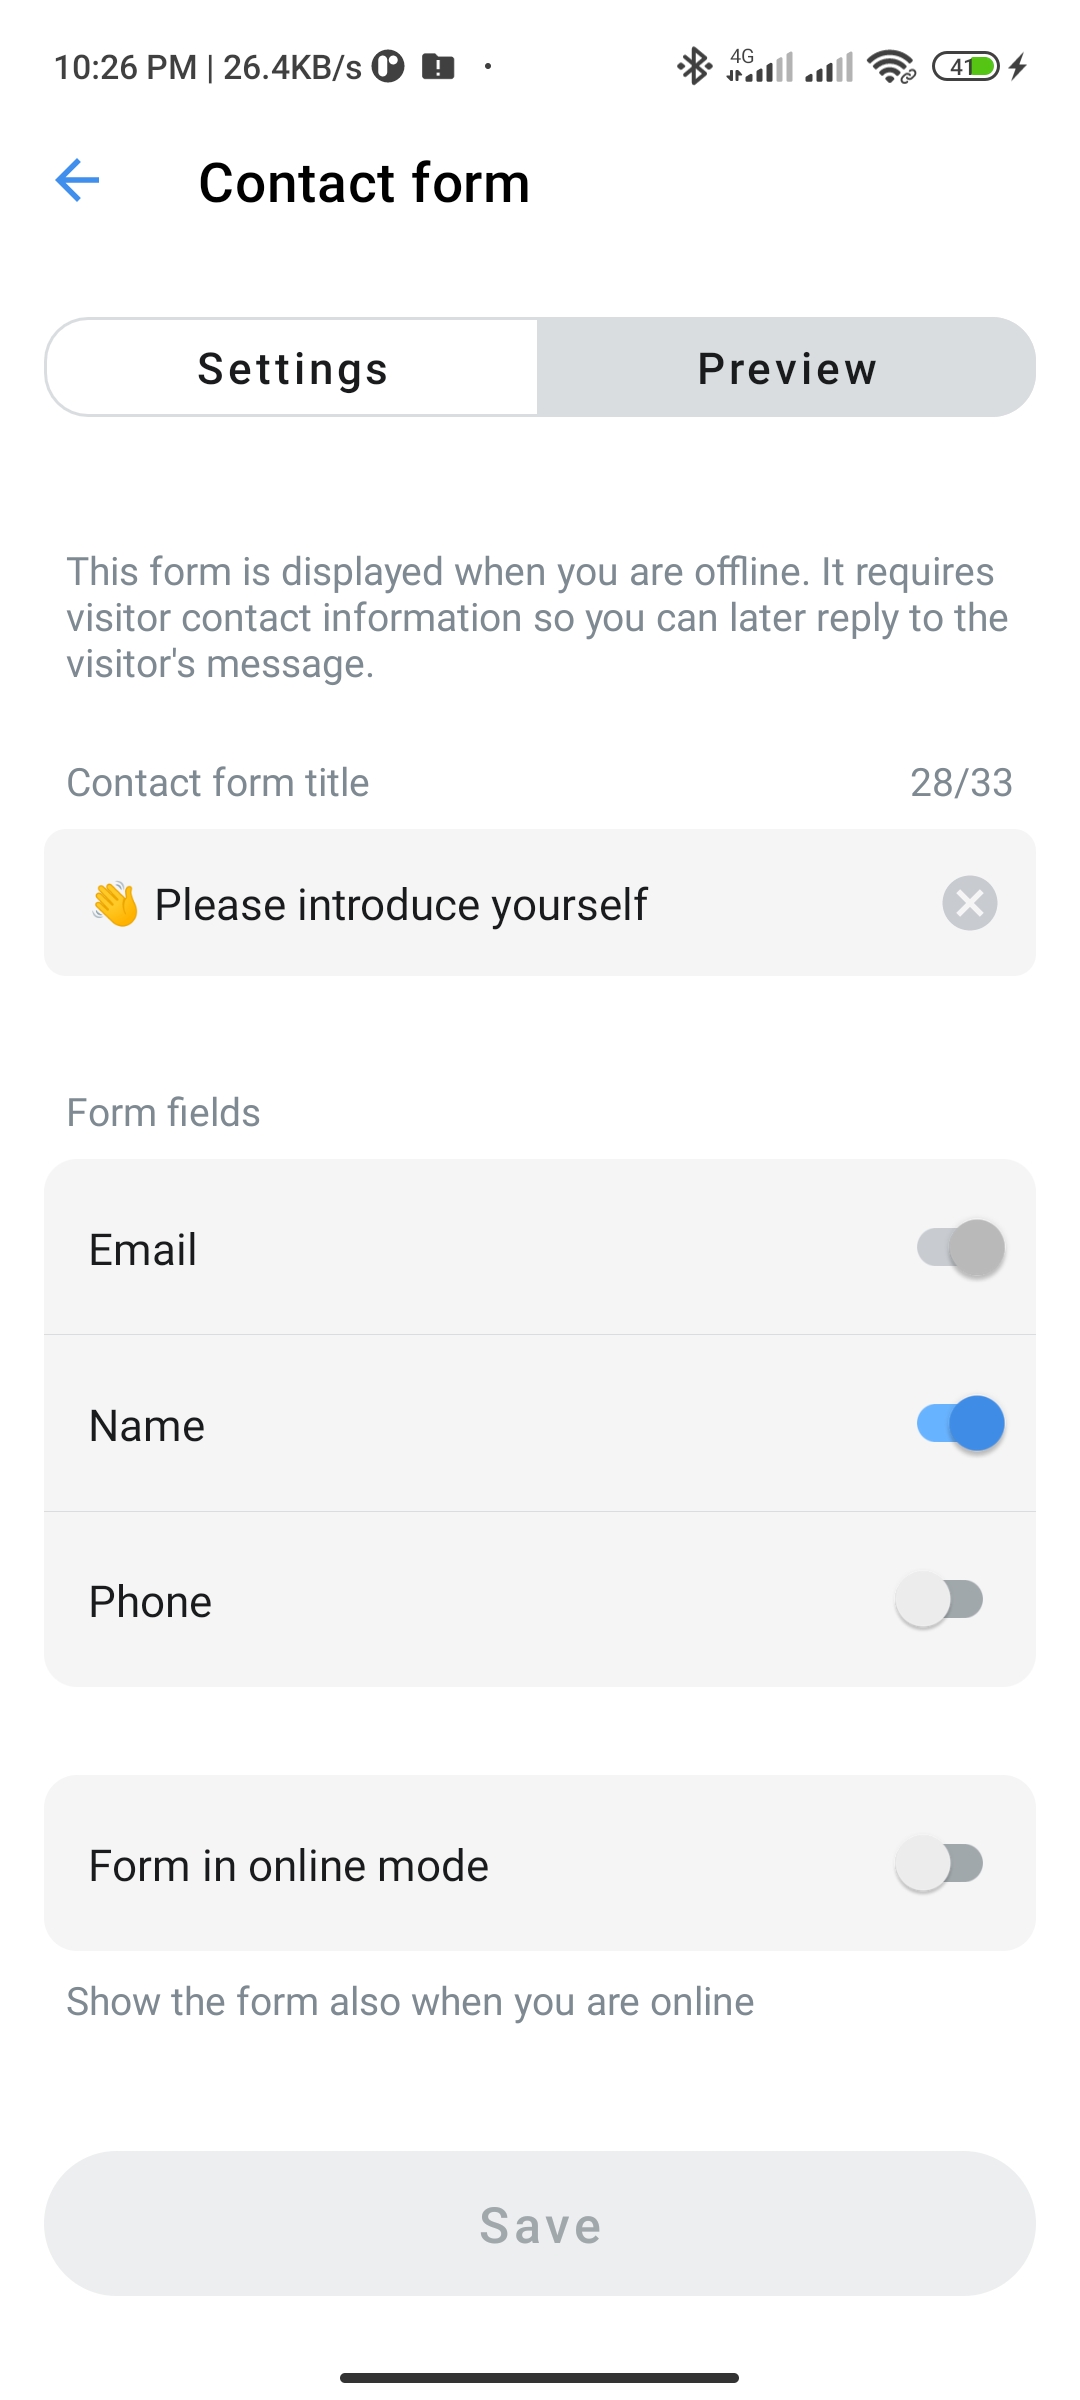 10:26 PM | 26.4KB/s
4G
41
Contact form
Settings
Preview
This form is displayed when you are offline. It requires
visitor contact information so you can later reply to the
visitor's message.
Contact form title
28/33
👋 Please introduce yourself
Form fields
Email
Name
Phone
Form in online mode
Show the form also when you are online
Save